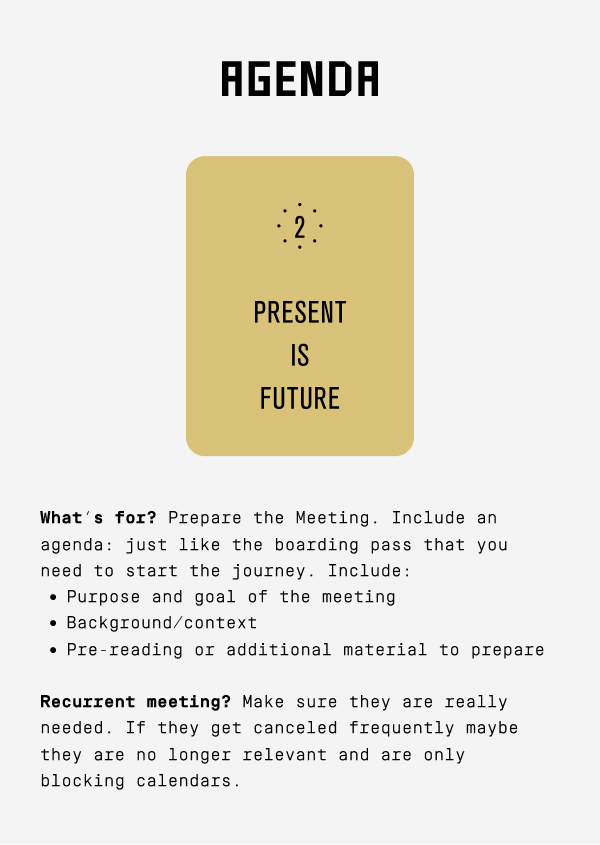 AGENDA
2
PRESENT
IS
FUTURE
What's for? Prepare the Meeting. Include an
agenda: just like the boarding pass that you
need to start the journey. Include:
• Purpose and goal of the meeting
• Background/context
• Pre-reading or additional material to prepare
Recurrent meeting? Make sure they are really
needed. If they get canceled frequently maybe
they are no longer relevant and are only
blocking calendars.